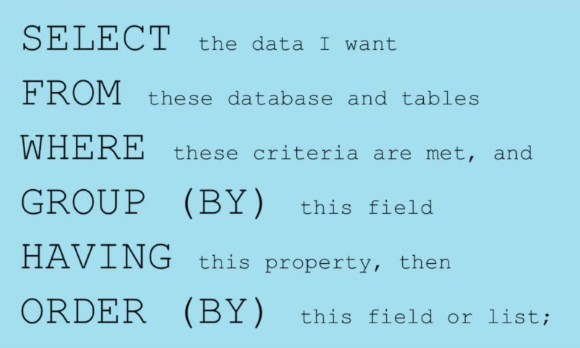 SELECT the data I want
FROM these database and tables
WHERE these criteria are met, and
GROUP (BY) this field
HAVING this property, then
ORDER (BY) this field or list;